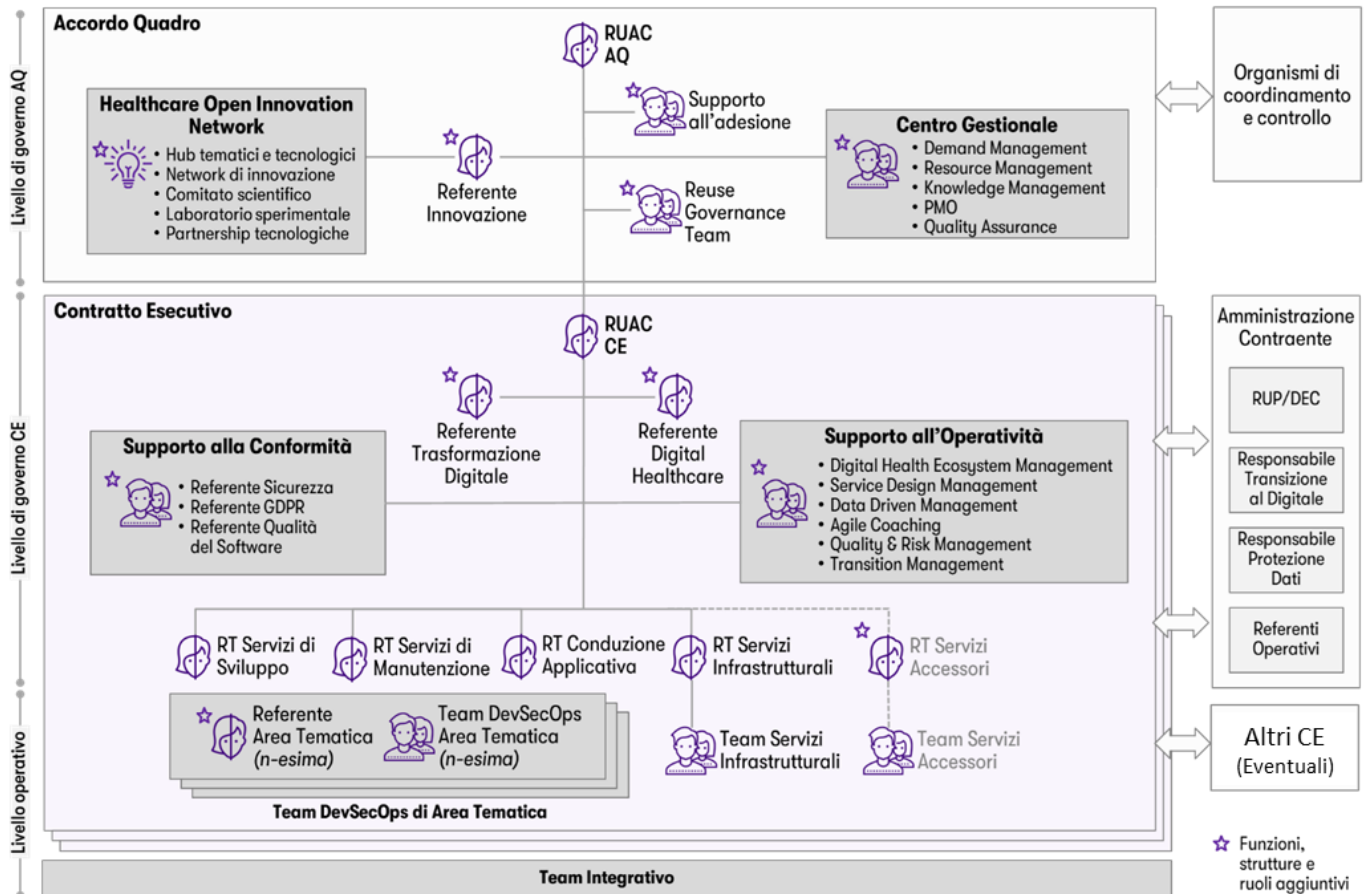 Livello di governo AQ
Accordo Quadro
RUAC
AQ
Healthcare Open Innovation
Network
• Hub tematici e tecnologici
• Network di innovazione
• Comitato scientifico
• Laboratorio sperimentale
• Partnership tecnologiche
Referente
Innovazione
Supporto
all'adesione
Reuse
Governance
Team
Centro Gestionale
• Demand Management
• Resource Management
• Knowledge Management
• PMO
• Quality Assurance
Organismi di
coordinamento
e controllo
Livello di governo CE
Contratto Esecutivo
RUAC
CE
Referente
Trasformazione
Digitale
Referente
Digital
Healthcare
Supporto alla Conformità
• Referente Sicurezza
• Referente GDPR
• Referente Qualità
del Software
Supporto all'Operatività
• Digital Health Ecosystem Management
• Service Design Management
• Data Driven Management
• Agile Coaching
• Quality & Risk Management
• Transition Management
Amministrazione
Contraente
RUP/DEC
Responsabile
Transizione
al Digitale
Responsabile
Protezione
Dati
Referenti
Operativi
RT Servizi di
Sviluppo
RT Servizi di
Manutenzione
RT Conduzione
Applicativa
RT Servizi
Infrastrutturali
RT Servizi
Accessori
Livello operativo
Referente
Area Tematica
(n-esima)
Team DevSecOps
Area Tematica
(n-esima)
Team Servizi
Infrastrutturali
Team Servizi
Accessori
Team DevSecOps di Area Tematica
Altri CE
(Eventuali)
Team Integrativo
Funzioni,
strutture e
ruoli aggiuntivi